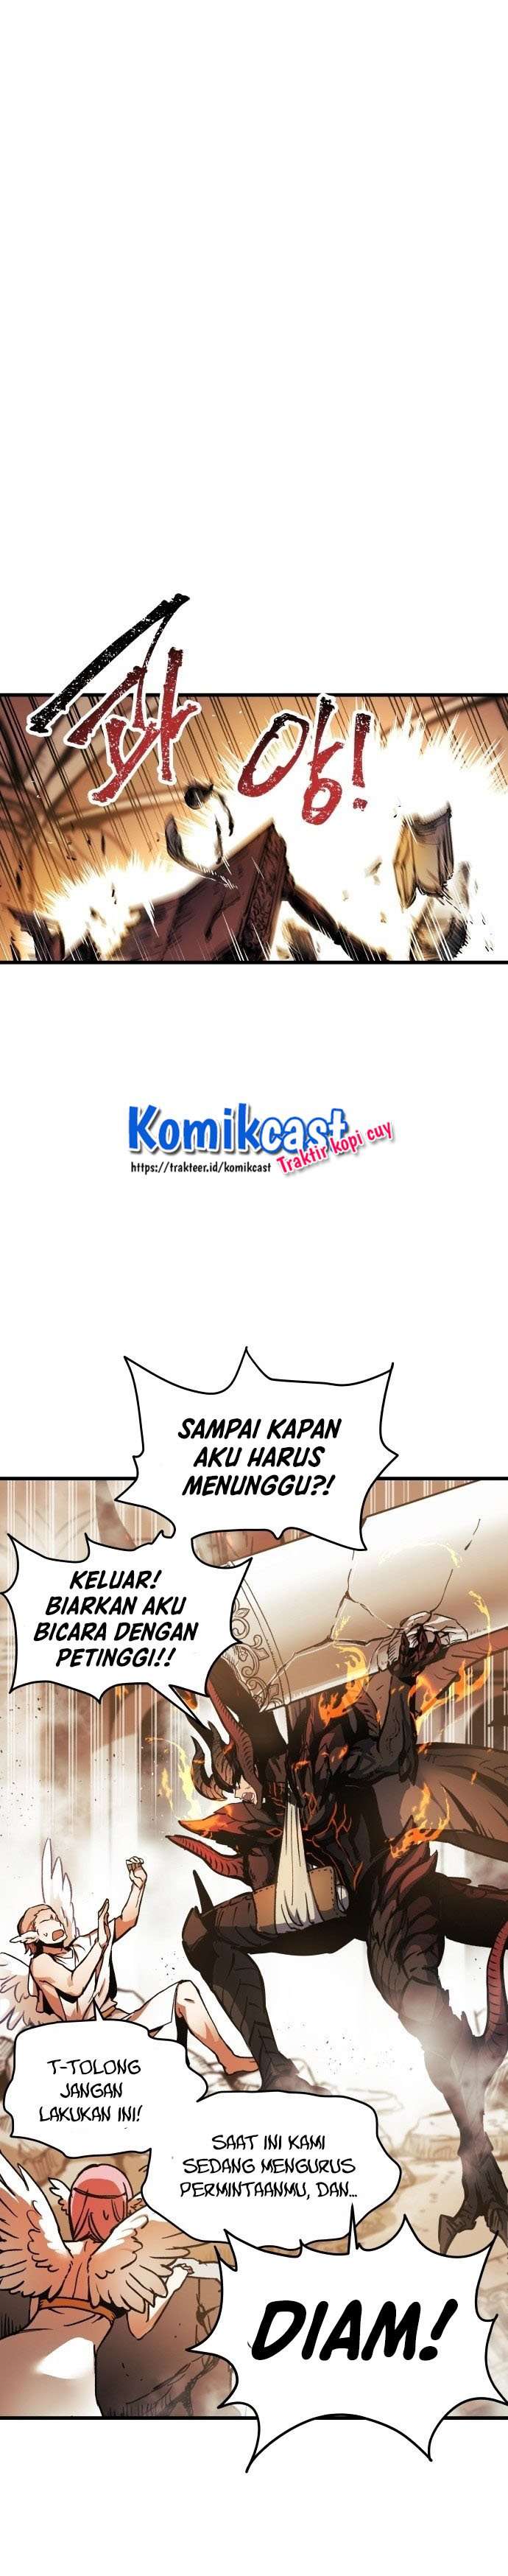 콰앙!
Komikcast
Traktir kopi cuy
https://trakteer.id/komikcast
SAMPAI KAPAN
AKU HARUS
MENUNGGU?!
KELUAR!
BIARKAN AKU
BICARA DENGAN
PETINGGI!!
T-TOLONG
JANGAN
LAKUKAN INI!
SAAT INI KAMI
SEDANG MENGURUS
PERMINTAANMU, DAN...
DIAM!